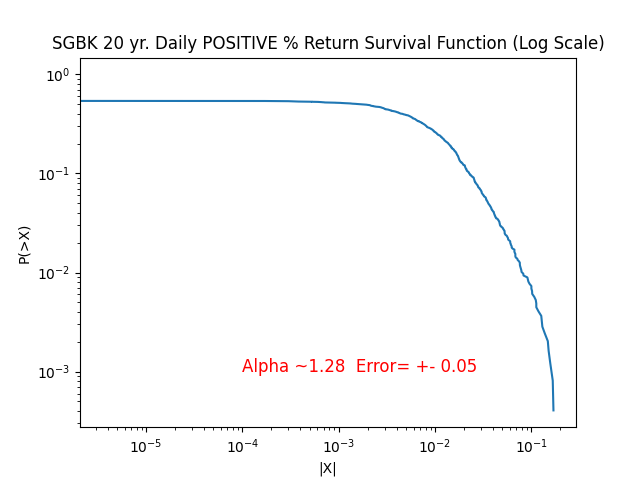 SGBK 20 yr. Daily POSITIVE % Return Survival Function (Log Scale)
10⁰
10⁻¹
10⁻²
10⁻³
P(>X)
Alpha ~1.28  Error= +- 0.05
10⁻⁵ 10⁻⁴ 10⁻³ 10⁻² 10⁻¹
|X|